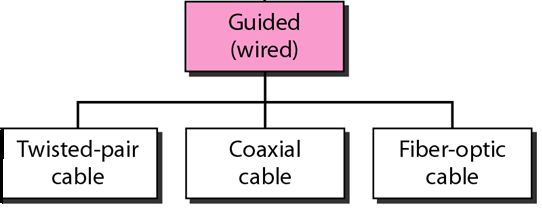 Guided
(wired)
Twisted-pair
cable
Coaxial
cable
Fiber-optic
cable